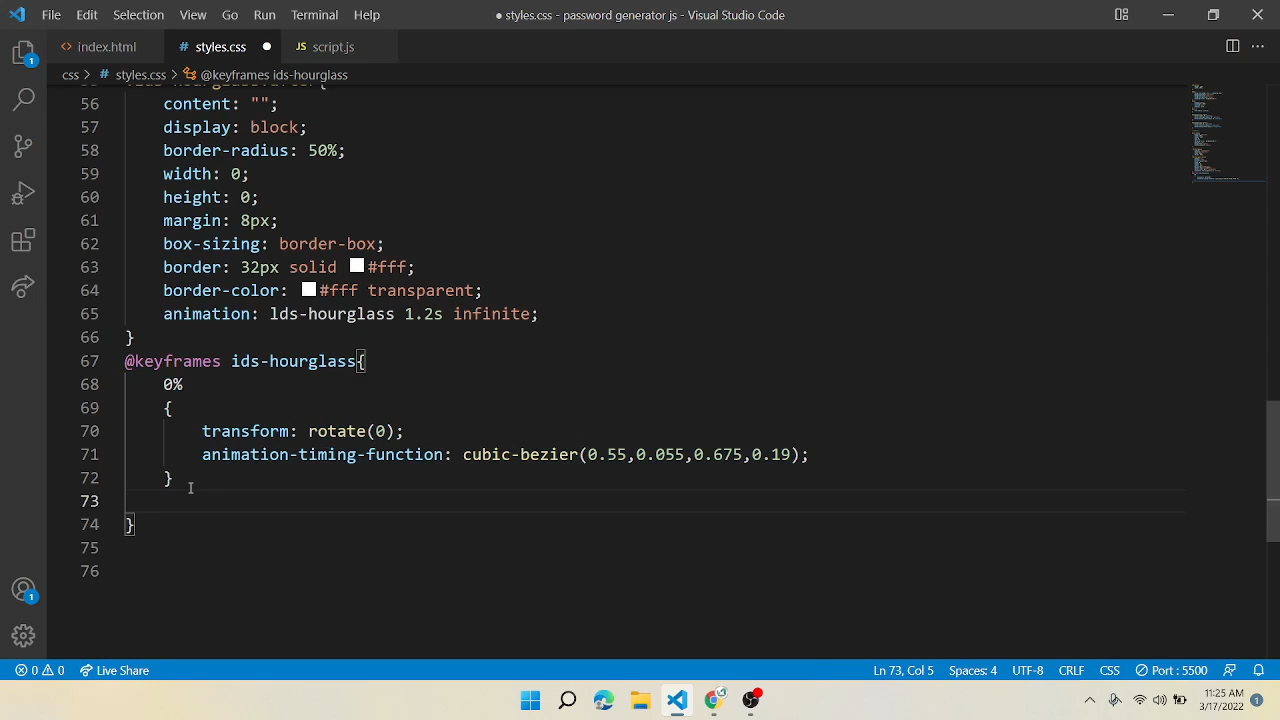 File Edit Selection View Go Run Terminal Help
● styles.css - password generator js - Visual Studio Code
index.html # styles.css JS script.js
css > # styles.css > @keyframes ids-hourglass
56 content: "";
57 display: block;
58 border-radius: 50%;
59 width: 0;
60 height: 0;
61 margin: 8px;
62 box-sizing: border-box;
63 border: 32px solid #fff;
64 border-color: #fff transparent;
65 animation: lds-hourglass 1.2s infinite;
66 }
67 @keyframes ids-hourglass{
68 0%
69 {
70 transform: rotate(0);
71 animation-timing-function: cubic-bezier(0.55,0.055,0.675,0.19);
72 }
73
74 }
75
76
1
1
0 0 Live Share Ln 73, Col 5 Spaces: 4 UTF-8 CRLF CSS Port : 5500
11:25 AM
3/17/2022 1